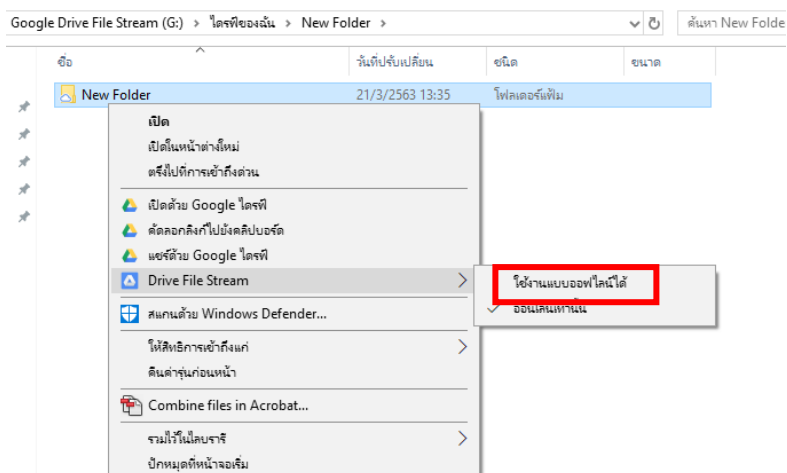 Google Drive File Stream (G:) > ไดรฟ์ของฉัน > New Folder >
ค้นหา New Folde
ชื่อ วันที่ปรับเปลี่ยน ชนิด ขนาด
New Folder 21/3/2563 13:35 โฟลเดอร์แฟ้ม
เปิด
เปิดในหน้าต่างใหม่
ตรึงไปที่การเข้าถึงด่วน
เปิดด้วย Google ไดรฟ์
คัดลอกลิงก์ไปยังคลิปบอร์ด
แชร์ด้วย Google ไดรฟ์
Drive File Stream
ใช้งานแบบออฟไลน์ได้
ออนไลน์เท่านั้น
สแกนด้วย Windows Defender...
ให้สิทธิการเข้าถึงแก่
คืนค่ารุ่นก่อนหน้า
Combine files in Acrobat...
รวมไว้ในไลบรารี
ปักหมุดที่หน้าจอเริ่ม